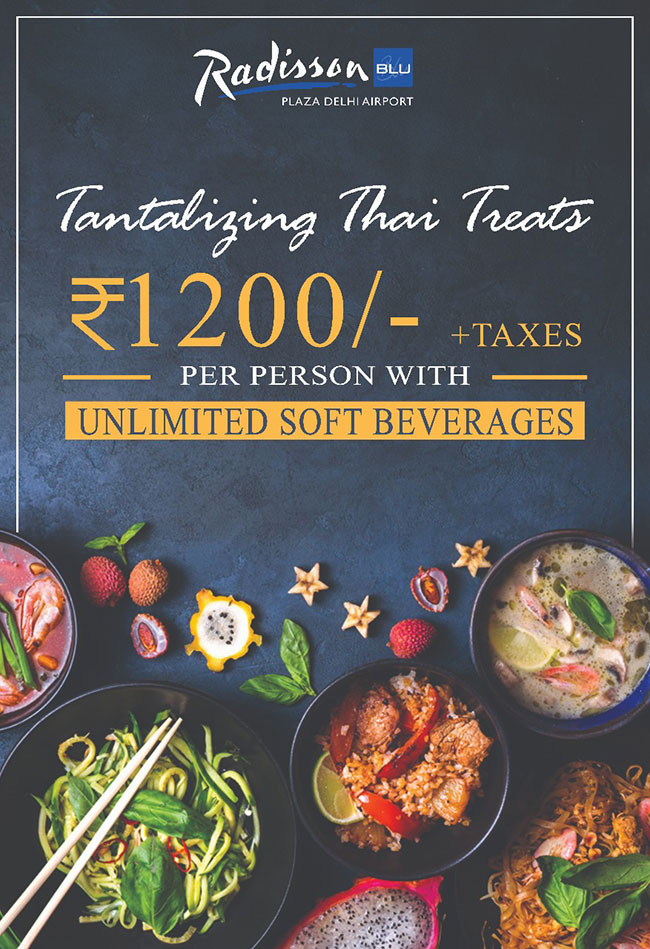 Radisson BLU
PLAZA DELHI AIRPORT
Tantalizing Thai Treats
₹1200/- +TAXES
PER PERSON WITH
UNLIMITED SOFT BEVERAGES